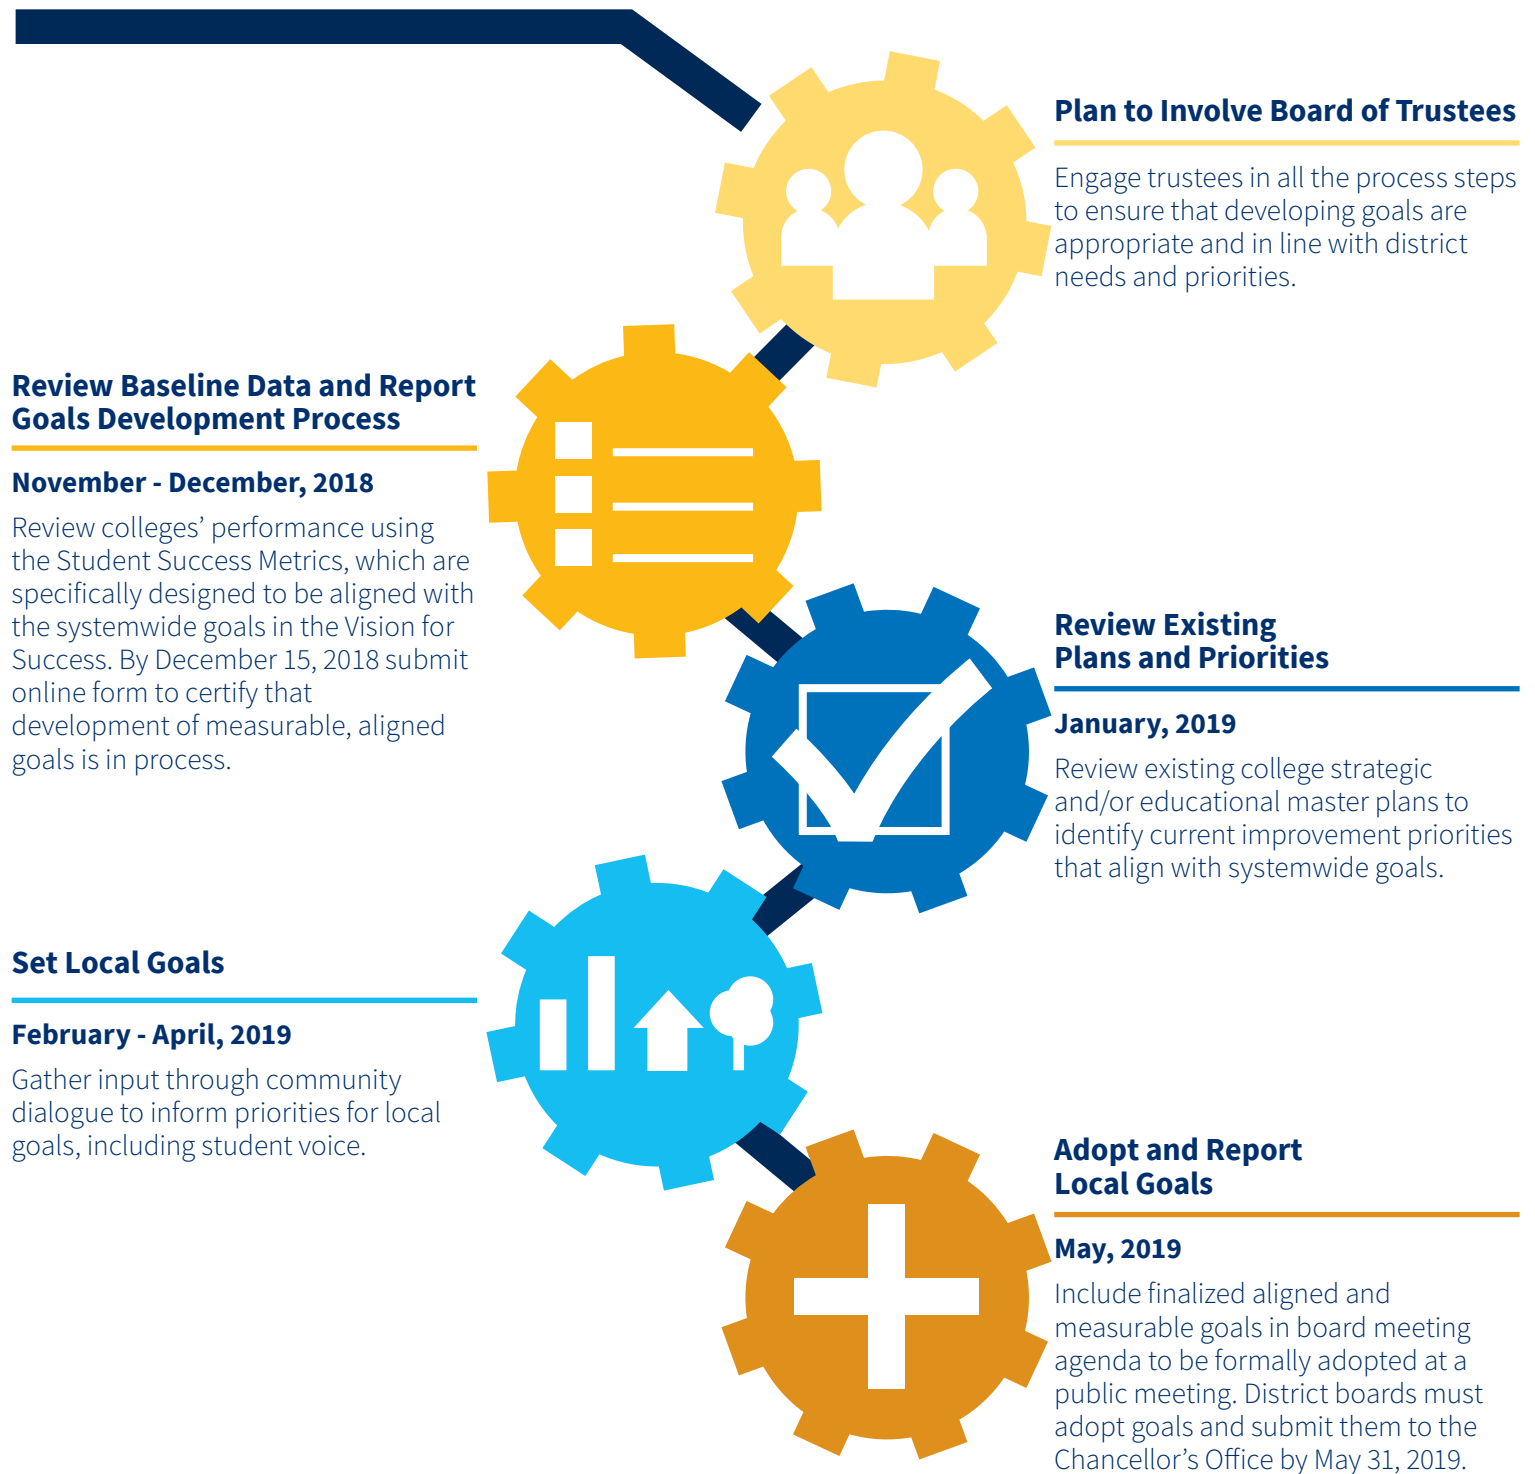 Plan to Involve Board of Trustees
Engage trustees in all the process steps
to ensure that developing goals are
appropriate and in line with district
needs and priorities.
Review Baseline Data and Report
Goals Development Process
November - December, 2018
Review colleges’ performance using
the Student Success Metrics, which are
specifically designed to be aligned with
the systemwide goals in the Vision for
Success. By December 15, 2018 submit
online form to certify that
development of measurable, aligned
goals is in process.
Review Existing
Plans and Priorities
January, 2019
Review existing college strategic
and/or educational master plans to
identify current improvement priorities
that align with systemwide goals.
Set Local Goals
February - April, 2019
Gather input through community
dialogue to inform priorities for local
goals, including student voice.
Adopt and Report
Local Goals
May, 2019
Include finalized aligned and
measurable goals in board meeting
agenda to be formally adopted at a
public meeting. District boards must
adopt goals and submit them to the
Chancellor’s Office by May 31, 2019.